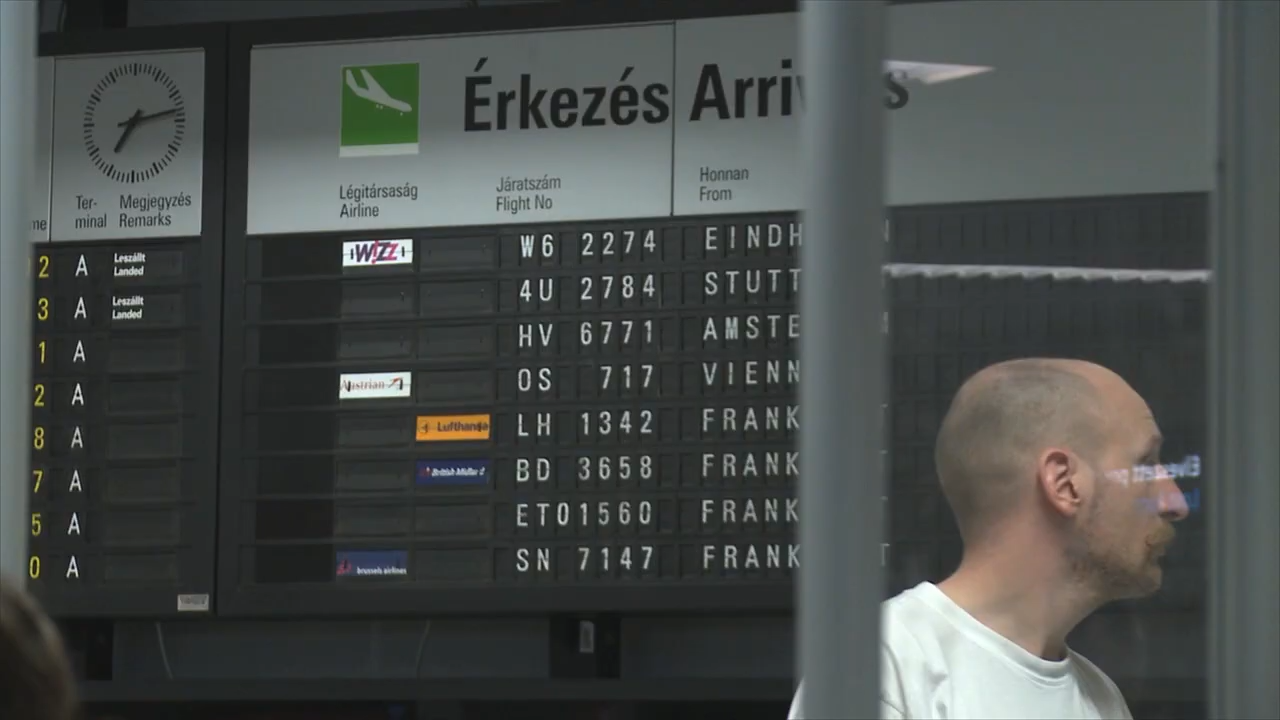 Érkezés
Légitársaság
Airline
Járatszám
Flight No
Honnan
From
Ter-
minal
Megjegyzés
Remarks
2 A Leszállt
Landed
3 A Leszállt
Landed
1 A
2 A
8 A
7 A
5 A
0 A
Wizz W6 2274 EINDH
4U 2784 STUTT
HV 6771 AMSTE
Austrian OS 717 VIENN
Lufthansa LH 1342 FRANK
BD 3658 FRANK
ET01560 FRANK
brussels airlines SN 7147 FRANK